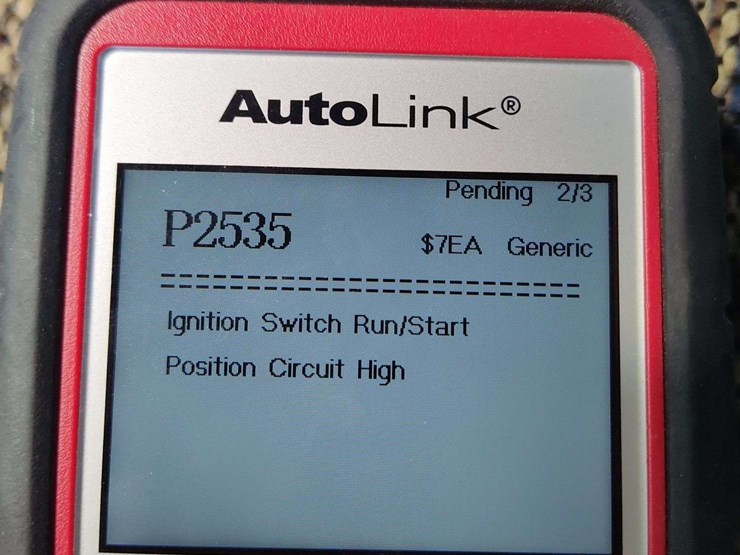 AutoLink®
Pending 2/3
P2535
$7EA Generic
==============================
Ignition Switch Run/Start
Position Circuit High